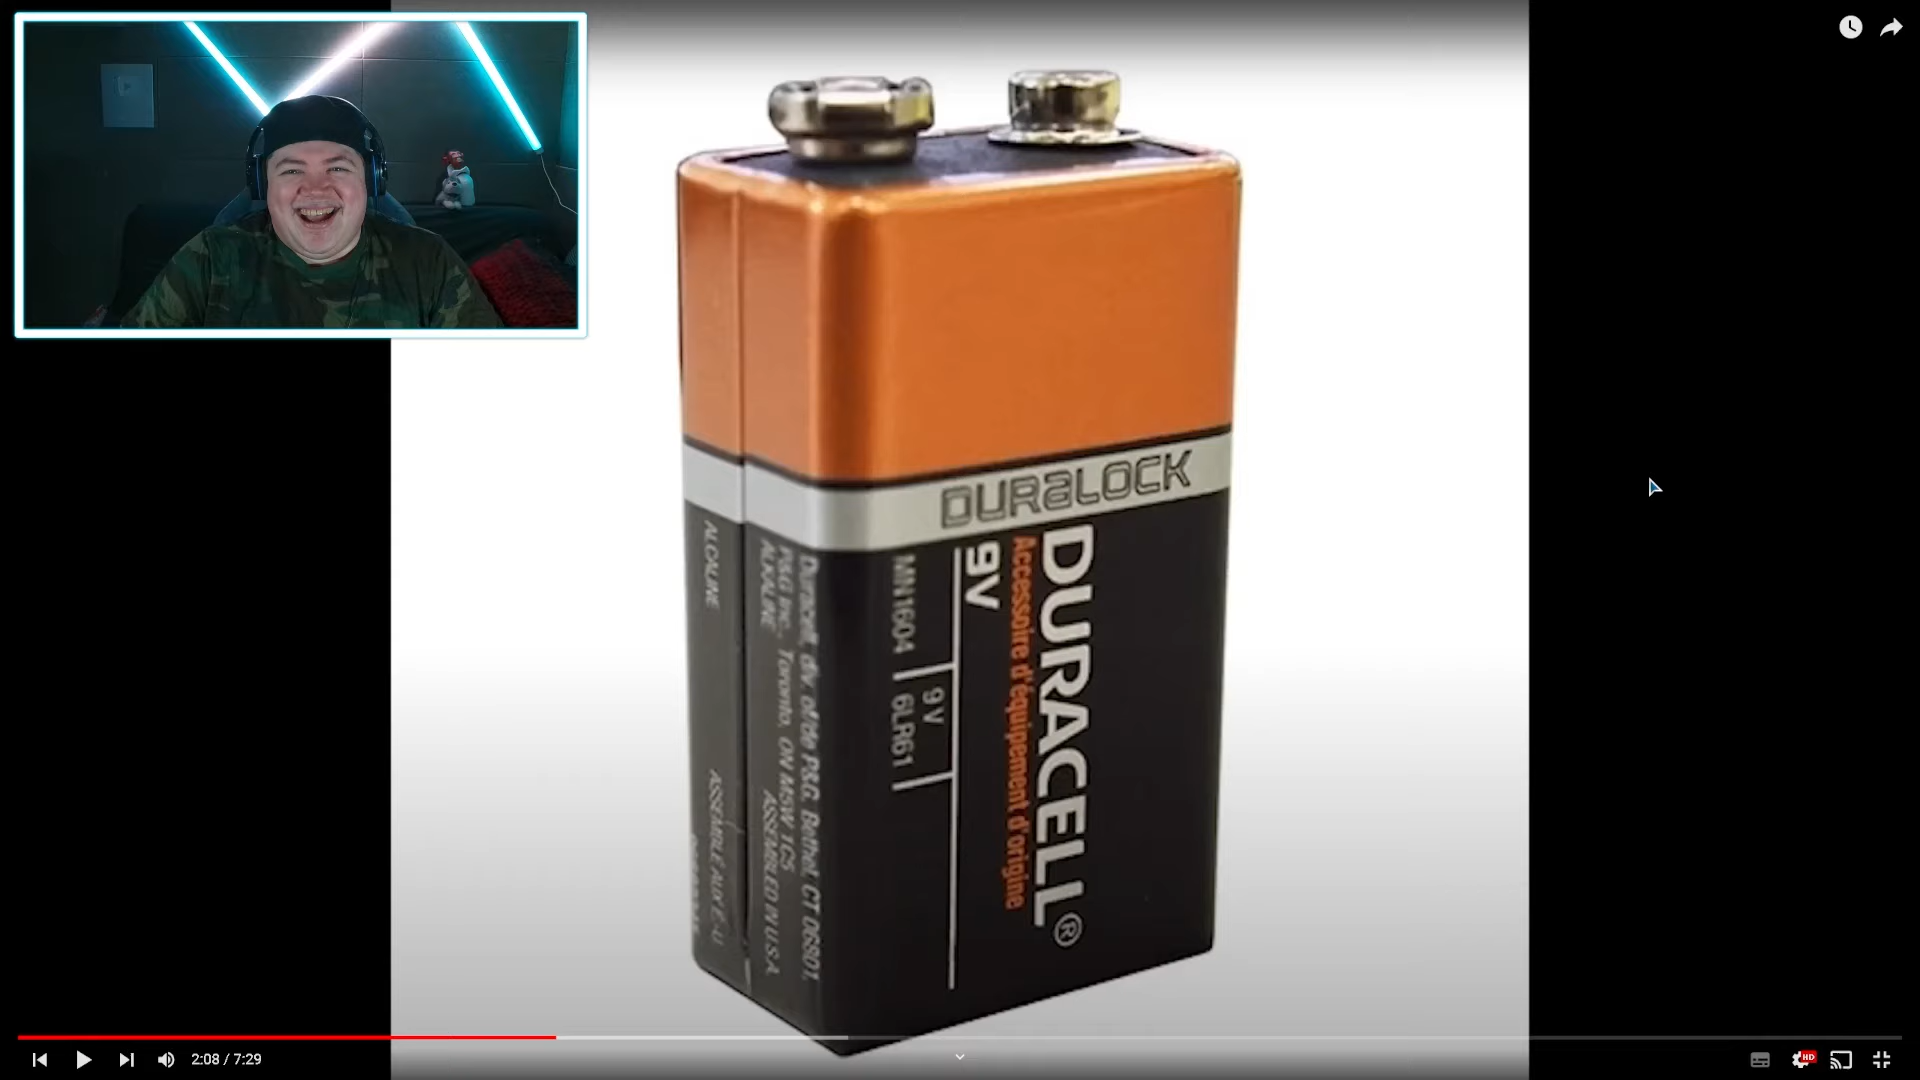 DURALOCK
DURACELL®
Accessoire d'équipement d'origine
9V
9V
MN1604
6LR61
Duracell, div. of/de P&G. Bethel, CT 06801.
P&G Inc., Toronto, ON M5W 1C5
ALKALINE
ASSEMBLED IN U.S.A.
ALCALINE
ASSEMBLÉ AUX É.-U.
2:08 / 7:29
HD